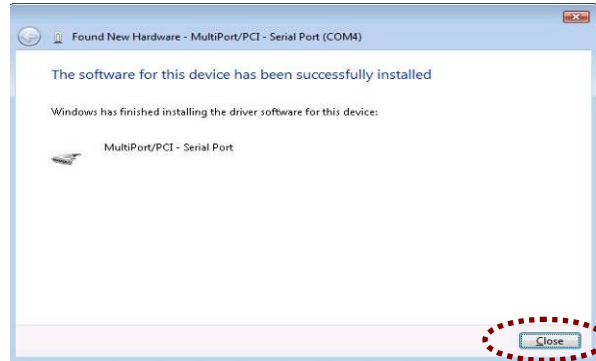 Found New Hardware - MultiPort/PCI - Serial Port (COM4)
The software for this device has been successfully installed
Windows has finished installing the driver software for this device:
MultiPort/PCI - Serial Port
Close